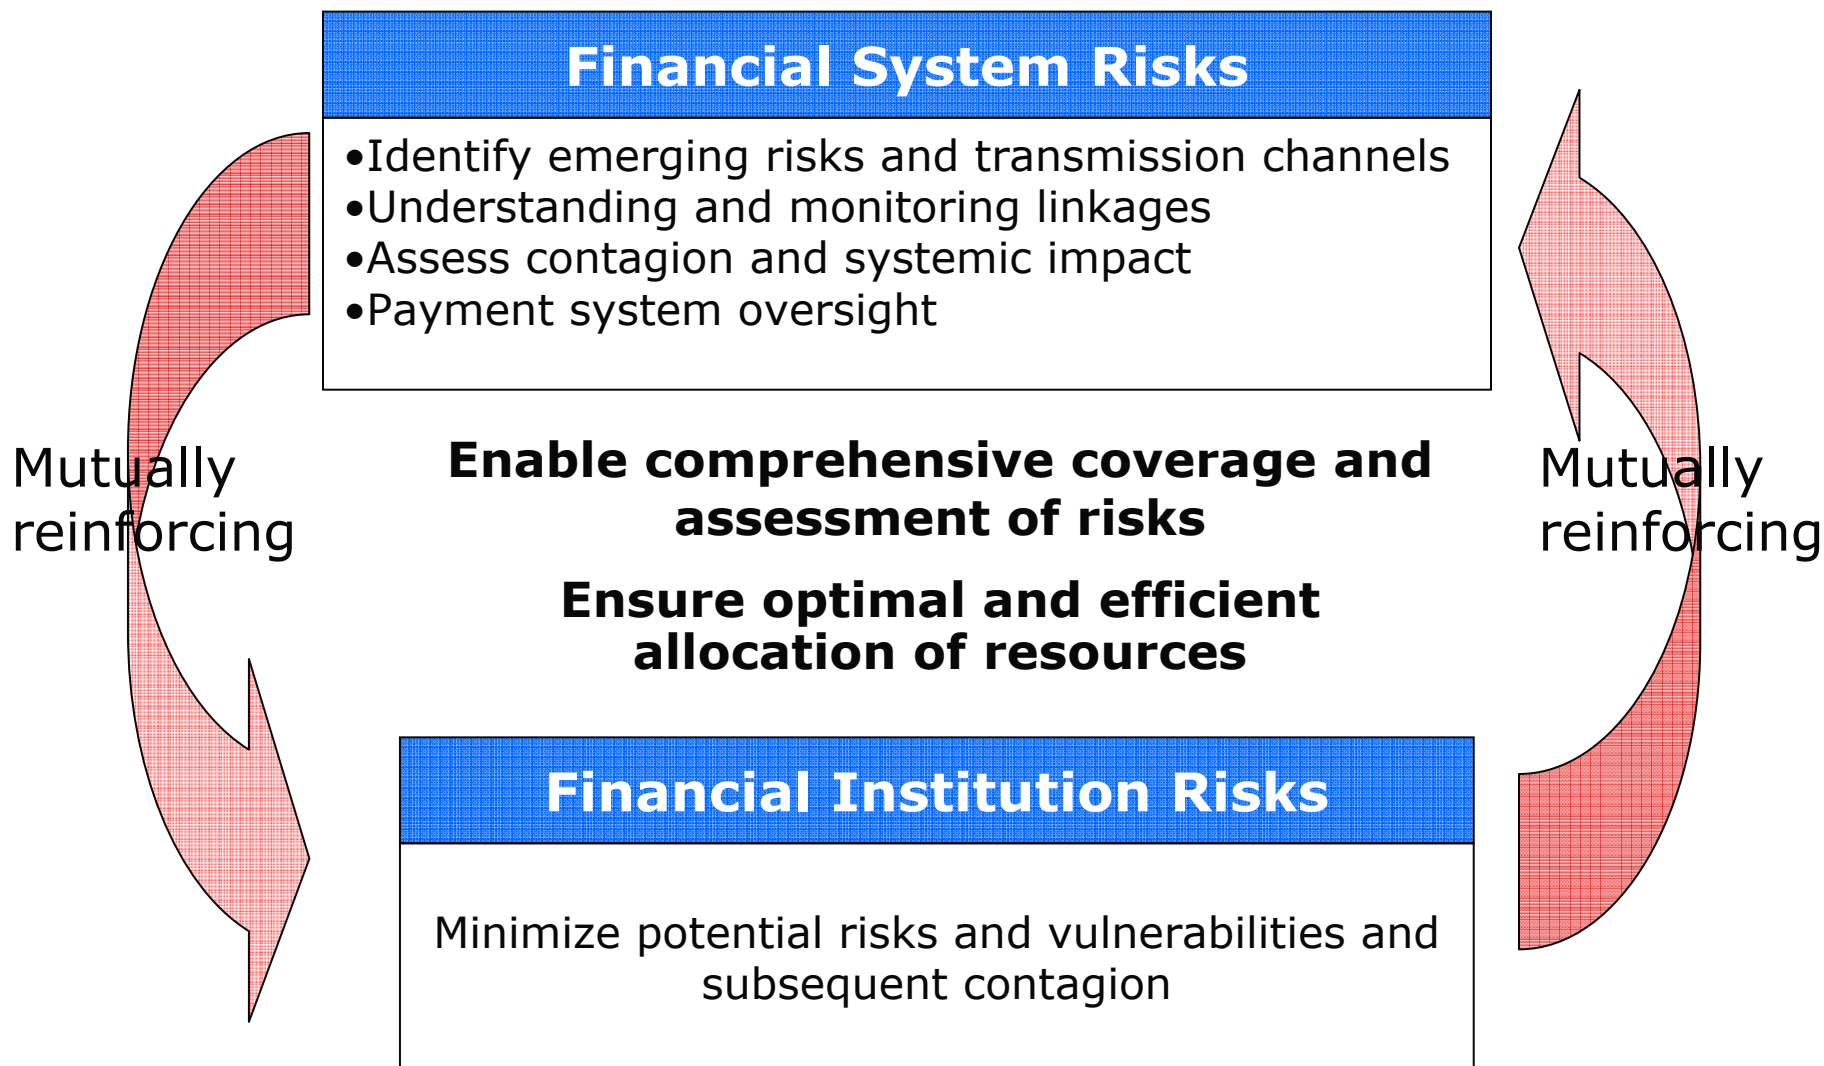 Financial System Risks
•Identify emerging risks and transmission channels
•Understanding and monitoring linkages
•Assess contagion and systemic impact
•Payment system oversight
Mutually
reinforcing
Enable comprehensive coverage and
assessment of risks
Ensure optimal and efficient
allocation of resources
Mutually
reinforcing
Financial Institution Risks
Minimize potential risks and vulnerabilities and
subsequent contagion